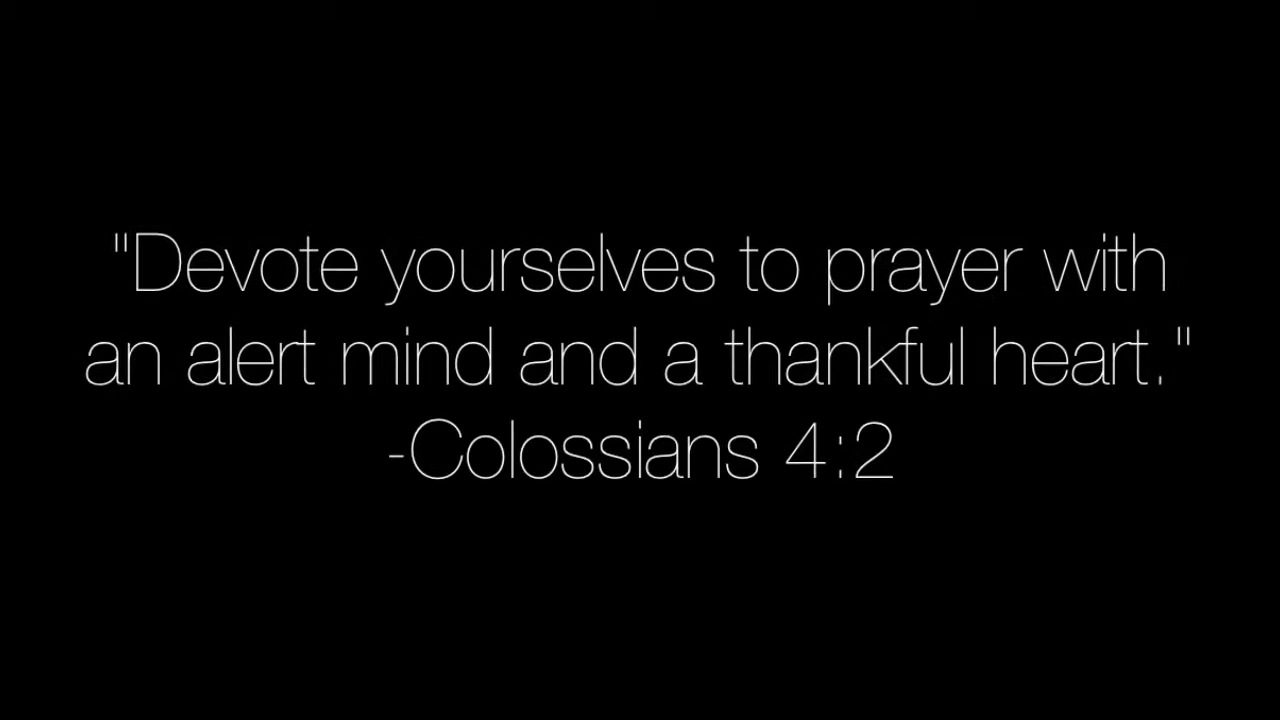 "Devote yourselves to prayer with
an alert mind and a thankful heart."
-Colossians 4:2